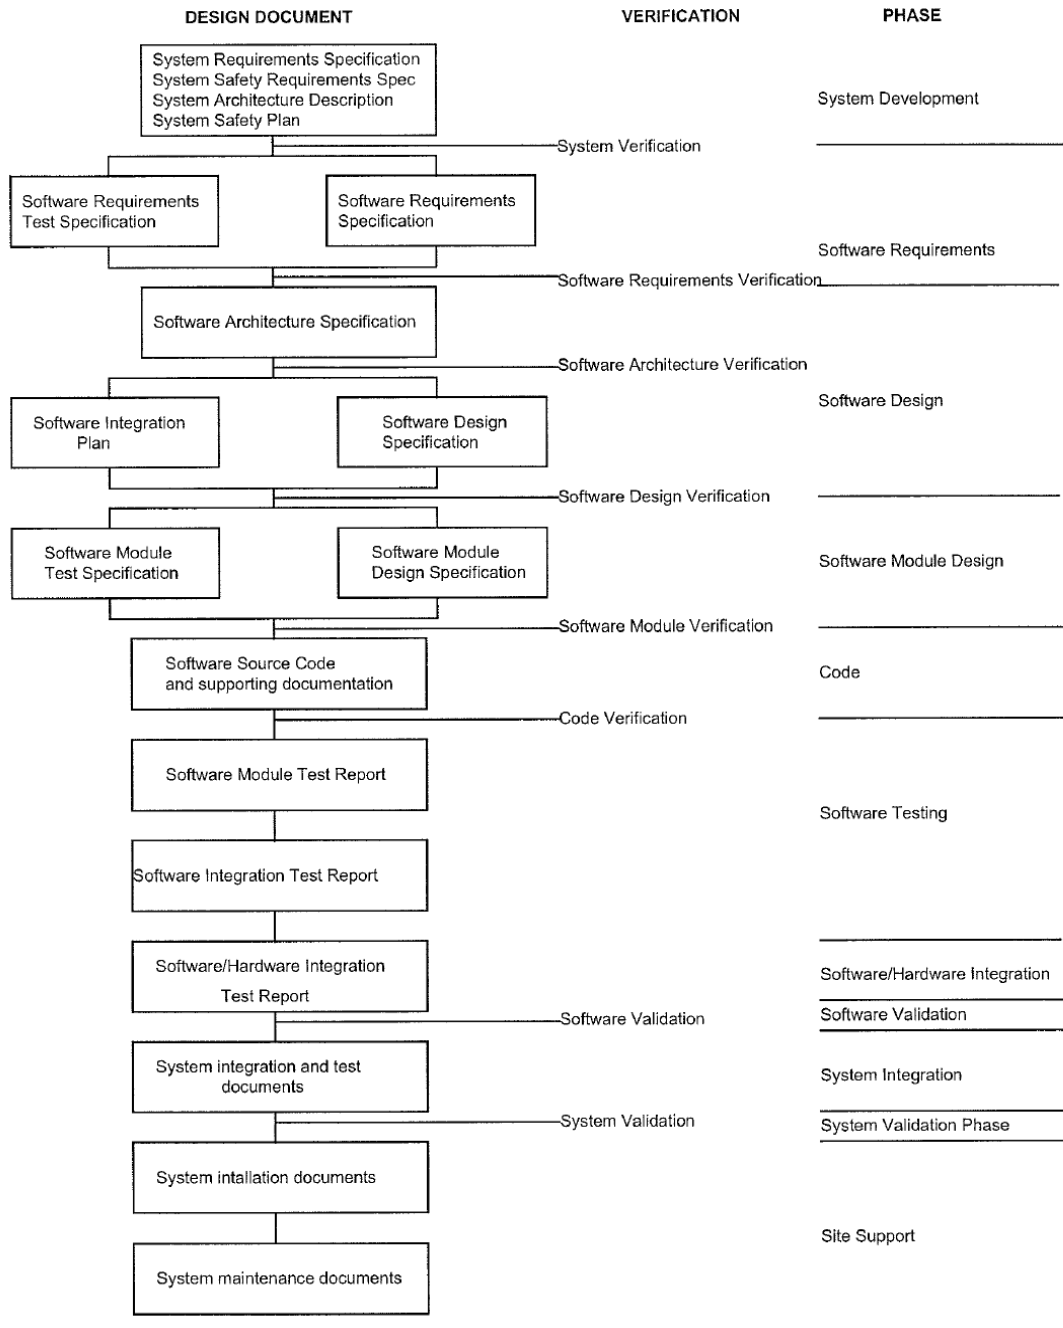 DESIGN DOCUMENT
VERIFICATION
PHASE
System Requirements Specification
System Safety Requirements Spec
System Architecture Description
System Safety Plan
System Development
System Verification
Software Requirements
Test Specification
Software Requirements
Specification
Software Requirements
Software Requirements Verification
Software Architecture Specification
Software Architecture Verification
Software Integration
Plan
Software Design
Specification
Software Design
Software Design Verification
Software Module
Test Specification
Software Module
Design Specification
Software Module Design
Software Module Verification
Software Source Code
and supporting documentation
Code
Code Verification
Software Module Test Report
Software Testing
Software Integration Test Report
Software/Hardware Integration
Test Report
Software/Hardware Integration
Software Validation
Software Validation
System integration and test
documents
System Integration
System Validation
System Validation Phase
System intallation documents
Site Support
System maintenance documents